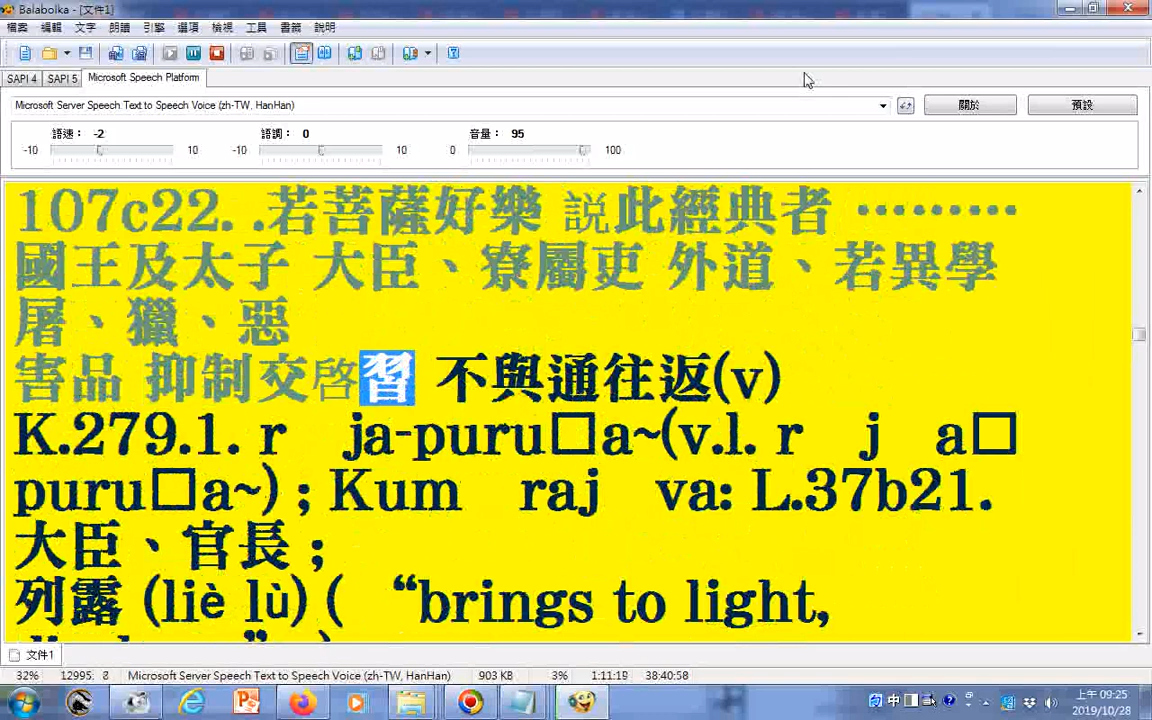 Balabolka - [文件1]
檔案 編輯 文字 朗讀 引擎 選項 檢視 工具 書籤 說明
SAPI 4 SAPI 5 Microsoft Speech Platform
Microsoft Server Speech Text to Speech Voice (zh-TW, HanHan) 關於 預設
語速： -2 語調： 0 音量： 95
-10 10 -10 10 0 100
107c22. .若菩薩好樂 説此經典者 ………
國王及太子 大臣、寮屬吏 外道、若異學
屠、獵、惡
害品 抑制交啓習 不與通往返(v)
K.279.1. r ja-puru□a~(v.l. r j a□
puru□a~) ; Kum raj va: L.37b21.
大臣、官長；
列露 (liè lù) ( “brings to light,
文件1
32% Microsoft Server Speech Text to Speech Voice (zh-TW, HanHan) 903 KB 3% 1:11:19 38:40:58
中
上午 09:25
2019/10/28